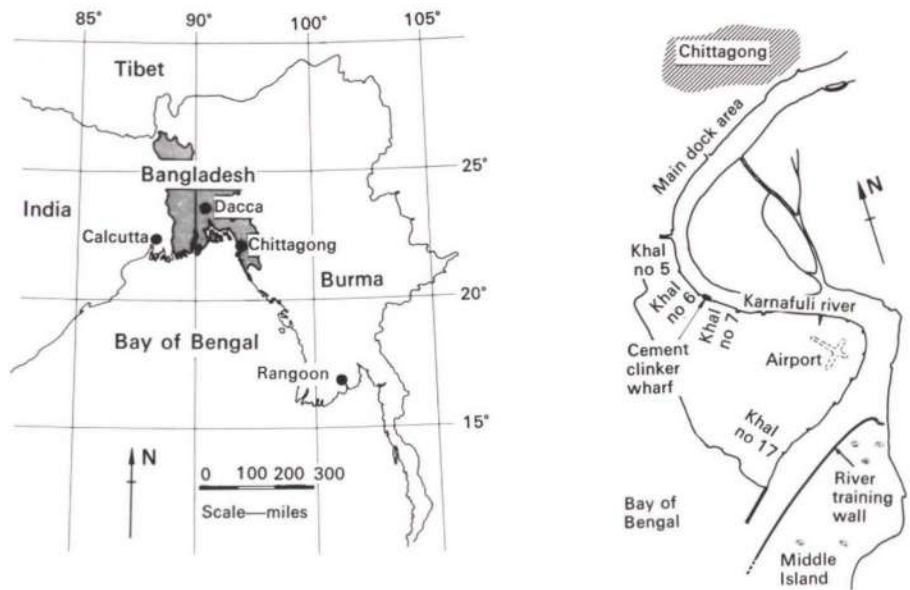 85°
90°
100°
105°
Tibet
25°
Bangladesh
India
Dacca
Calcutta
Chittagong
Burma
20°
Bay of Bengal
Rangoon
15°
N
0 100 200 300
Scale—miles
Chittagong
Main dock area
N
Khal
no 5
Khal
no 6
Khal
no 7
Karnafuli river
Cement
clinker
wharf
Airport
Khal
no 17
River
training
wall
Bay of
Bengal
Middle
Island